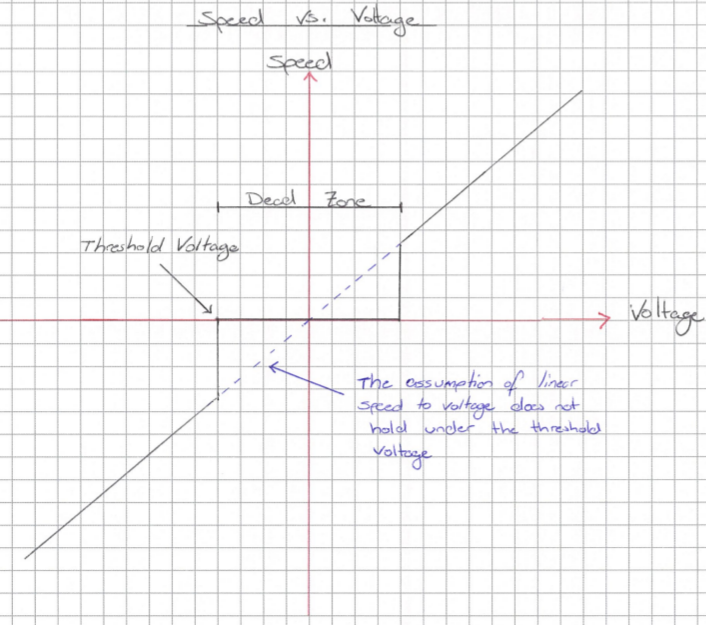 Speed vs. Voltage
Speed
Dead Zone
Threshold Voltage
Voltage
The assumption of linear
speed to voltage does not
hold under the threshold
voltage